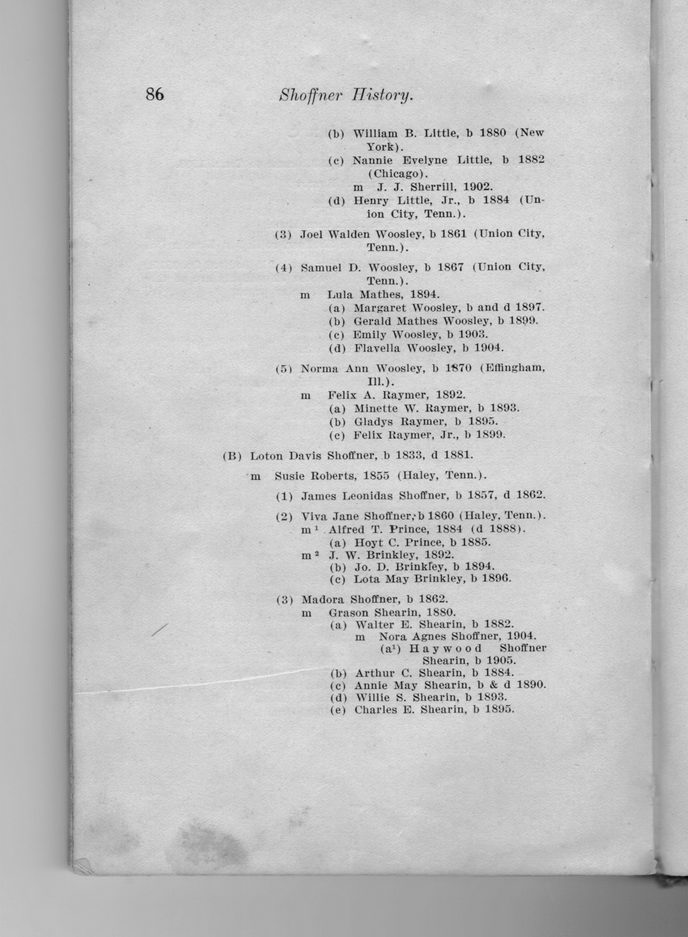 86
Shoffner History.
(b) William B. Little, b 1880 (New
York).
(c) Nannie Evelyne Little, b 1882
(Chicago).
m J. J. Sherrill, 1902.
(d) Henry Little, Jr., b 1884 (Un-
ion City, Tenn.).
(3) Joel Walden Woosley, b 1861 (Union City,
Tenn.).
(4) Samuel D. Woosley, b 1867 (Union City,
Tenn.).
m Lula Mathes, 1894.
(a) Margaret Woosley, b and d 1897.
(b) Gerald Mathes Woosley, b 1899.
(c) Emily Woosley, b 1903.
(d) Flavella Woosley, b 1904.
(5) Norma Ann Woosley, b 1870 (Effingham,
Ill.).
m Felix A. Raymer, 1892.
(a) Minette W. Raymer, b 1893.
(b) Gladys Raymer, b 1895.
(c) Felix Raymer, Jr., b 1899.
(B) Loton Davis Shoffner, b 1833, d 1881.
m Susie Roberts, 1855 (Haley, Tenn.).
(1) James Leonidas Shoffner, b 1857, d 1862.
(2) Viva Jane Shoffner, b 1860 (Haley, Tenn.).
m¹ Alfred T. Prince, 1884 (d 1888).
(a) Hoyt C. Prince, b 1885.
m² J. W. Brinkley, 1892.
(b) Jo. D. Brinkley, b 1894.
(c) Lota May Brinkley, b 1896.
(3) Madora Shoffner, b 1862.
m Grason Shearin, 1880.
(a) Walter E. Shearin, b 1882.
m Nora Agnes Shoffner, 1904.
(a¹) Haywood Shoffner
Shearin, b 1905.
(b) Arthur C. Shearin, b 1884.
(c) Annie May Shearin, b & d 1890.
(d) Willie S. Shearin, b 1893.
(e) Charles E. Shearin, b 1895.